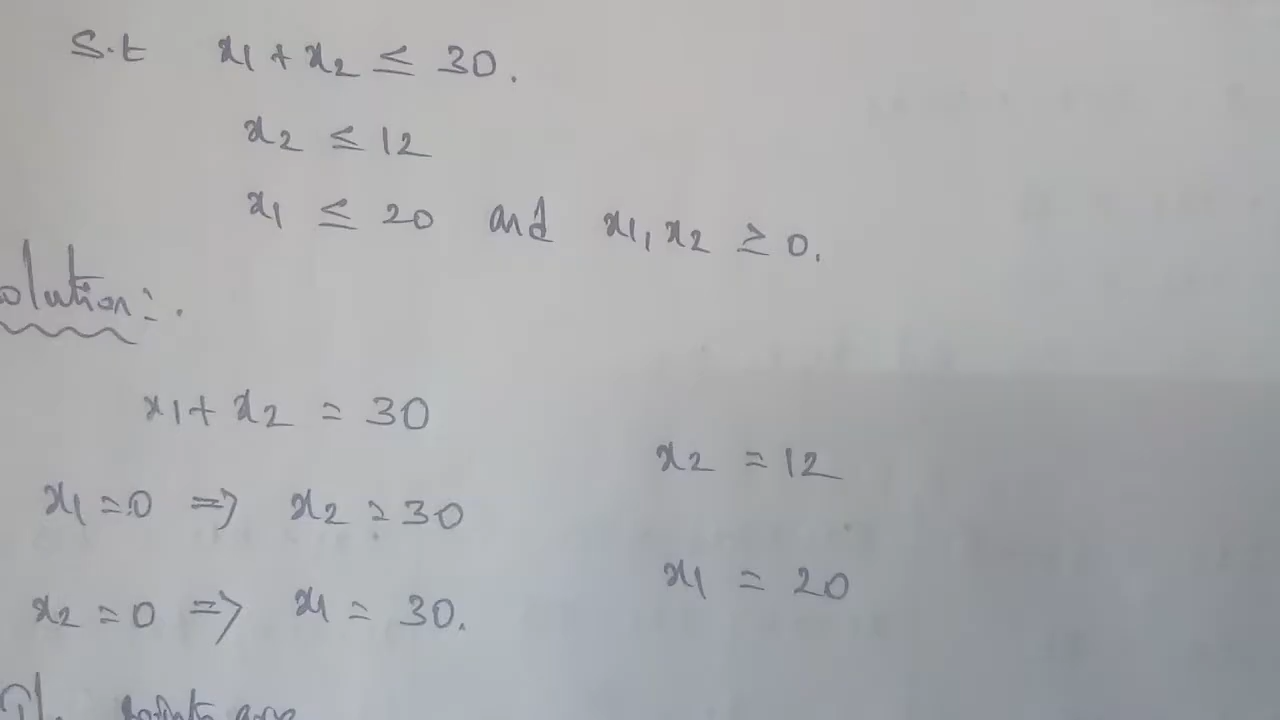 S.t x1 + x2 ≤ 30.
x2 ≤ 12
x1 ≤ 20 and x1, x2 ≥ 0.
olution:.
x1 + x2 = 30
x2 = 12
x1 = 0 ⇒ x2 = 30
x1 = 20
x2 = 0 ⇒ x1 = 30.